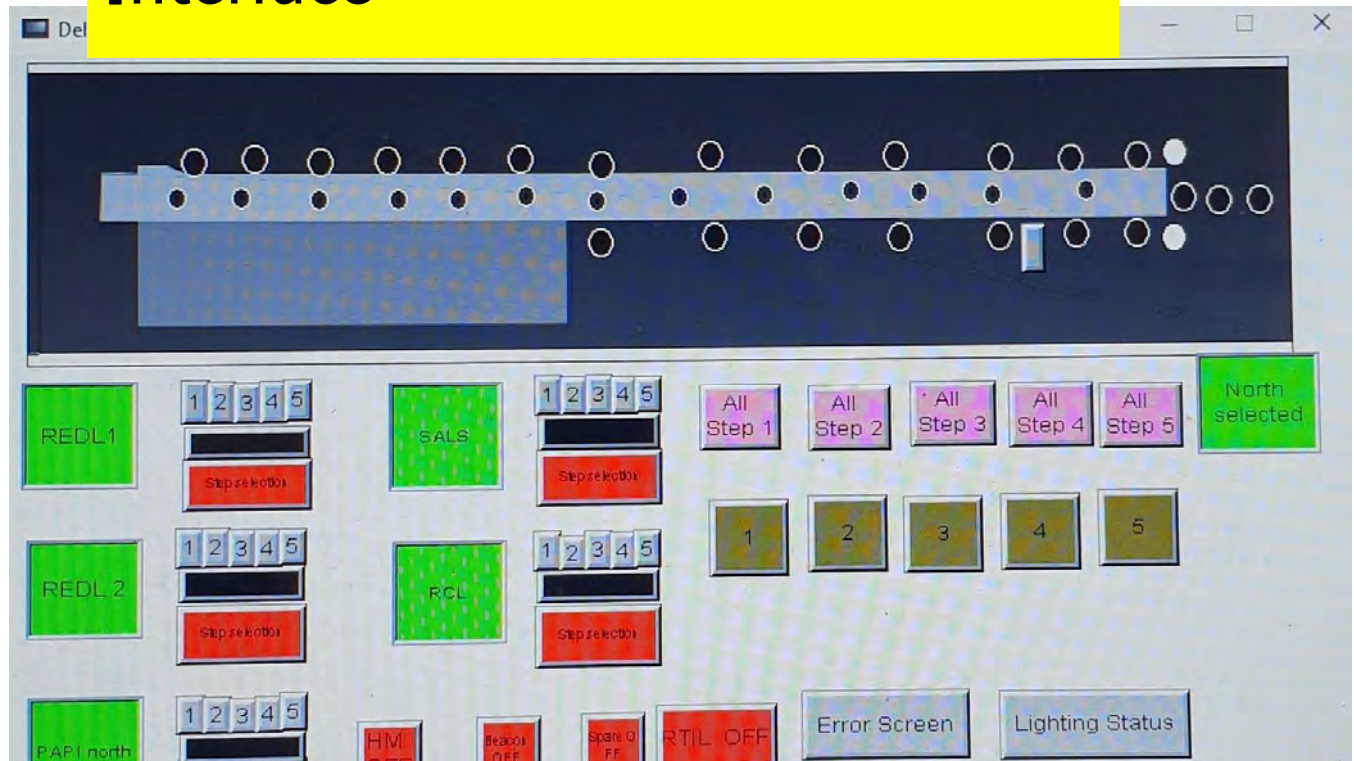 Interface
North
selected
REDL1
1 2 3 4 5
Step selection
SALS
1 2 3 4 5
Step selection
All
Step 1
All
Step 2
All
Step 3
All
Step 4
All
Step 5
1
2
3
4
5
REDL 2
1 2 3 4 5
Step selection
RCL
1 2 3 4 5
Step selection
PAPI north
1 2 3 4 5
HM
OFF
Beacon
OFF
Spare O
FF
RTIL OFF
Error Screen
Lighting Status